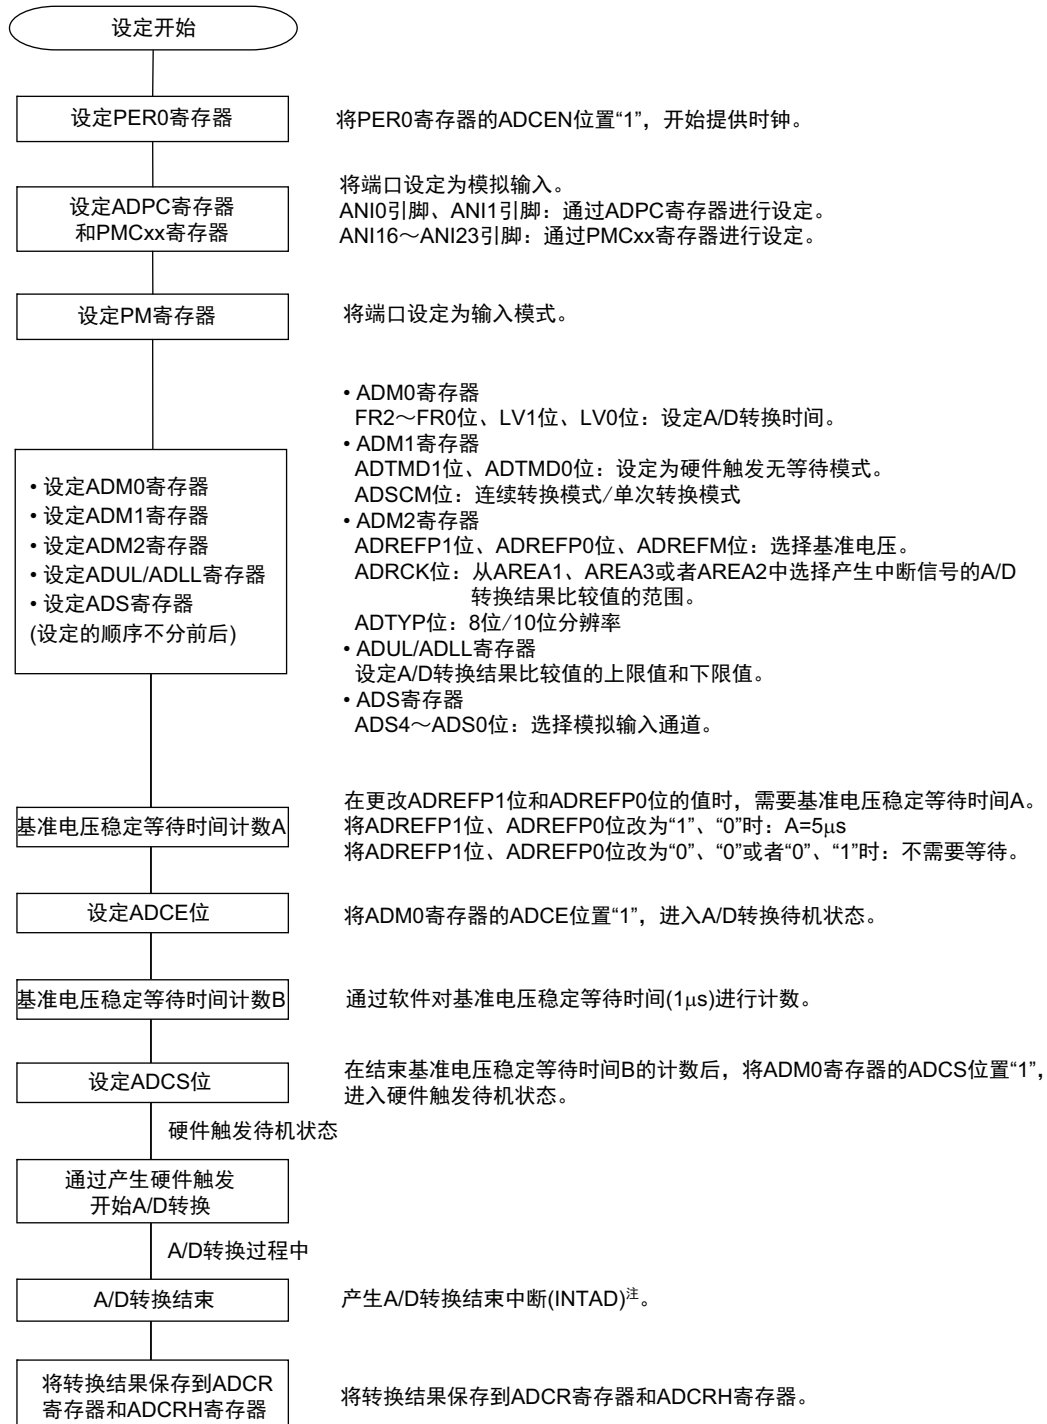 设定开始
设定PER0寄存器
将PER0寄存器的ADCEN位置“1”，开始提供时钟。
设定ADPC寄存器
和PMCxx寄存器
将端口设定为模拟输入。
ANI0引脚、ANI1引脚：通过ADPC寄存器进行设定。
ANI16～ANI23引脚：通过PMCxx寄存器进行设定。
设定PM寄存器
将端口设定为输入模式。
• 设定ADM0寄存器
• 设定ADM1寄存器
• 设定ADM2寄存器
• 设定ADUL/ADLL寄存器
• 设定ADS寄存器
(设定的顺序不分前后)
• ADM0寄存器
FR2～FR0位、LV1位、LV0位：设定A/D转换时间。
• ADM1寄存器
ADTMD1位、ADTMD0位：设定为硬件触发无等待模式。
ADSCM位：连续转换模式/单次转换模式
• ADM2寄存器
ADREFP1位、ADREFP0位、ADREFM位：选择基准电压。
ADRCK位：从AREA1、AREA3或者AREA2中选择产生中断信号的A/D
转换结果比较值的范围。
ADTYP位：8位/10位分辨率
• ADUL/ADLL寄存器
设定A/D转换结果比较值的上限值和下限值。
• ADS寄存器
ADS4～ADS0位：选择模拟输入通道。
基准电压稳定等待时间计数A
在更改ADREFP1位和ADREFP0位的值时，需要基准电压稳定等待时间A。
将ADREFP1位、ADREFP0位改为“1”、“0”时：A=5μs
将ADREFP1位、ADREFP0位改为“0”、“0”或者“0”、“1”时：不需要等待。
设定ADCE位
将ADM0寄存器的ADCE位置“1”，进入A/D转换待机状态。
基准电压稳定等待时间计数B
通过软件对基准电压稳定等待时间(1μs)进行计数。
设定ADCS位
在结束基准电压稳定等待时间B的计数后，将ADM0寄存器的ADCS位置“1”，
进入硬件触发待机状态。
硬件触发待机状态
通过产生硬件触发
开始A/D转换
A/D转换过程中
A/D转换结束
产生A/D转换结束中断(INTAD)注。
将转换结果保存到ADCR
寄存器和ADCRH寄存器
将转换结果保存到ADCR寄存器和ADCRH寄存器。